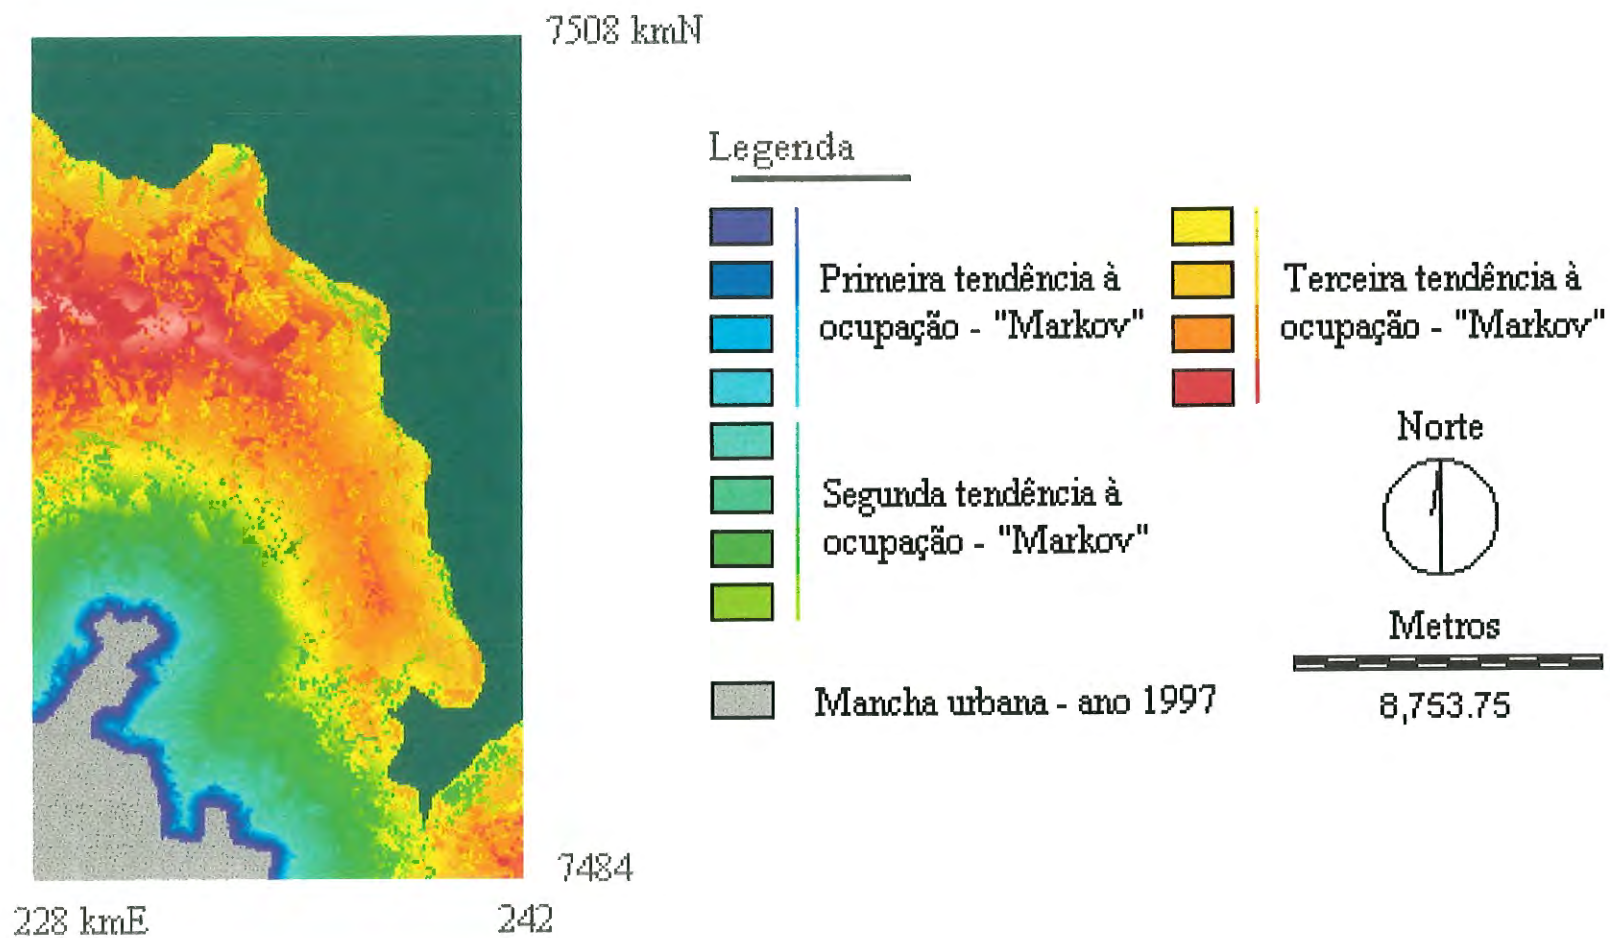 7508 kmN
Legenda
Primeira tendência à
ocupação - "Markov"
Terceira tendência à
ocupação - "Markov"
Segunda tendência à
ocupação - "Markov"
Norte
Metros
8,753.75
Mancha urbana - ano 1997
7484
228 kmE
242